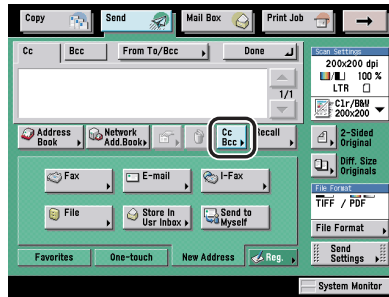 Copy
Send
Mail Box
Print Job
Cc
Bcc
From Ta/Bcc
Done
1/1
Address
Book
Network
Add.Book
Cc
Bcc
Recall
Fax
E-mail
I-Fax
File
Store In
Usr Inbox
Send to
Myself
Favorites
One-touch
New Address
Reg.
Scan Settings
200x200 dpi
100 %
LTR
Clr/B&W
200x200
2-Sided
Original
Diff. Size
Originals
File Format
TIFF / PDF
File Format
Send
Settings
System Monitor